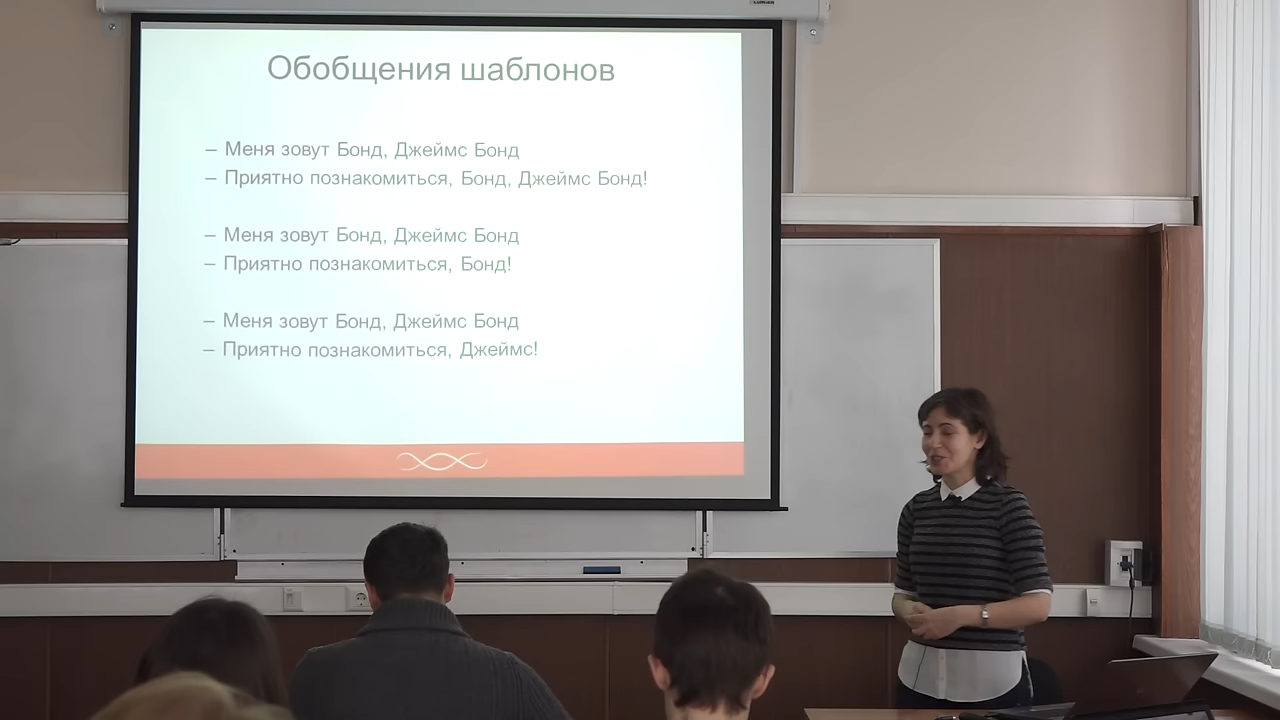 Обобщения шаблонов
– Меня зовут Бонд, Джеймс Бонд
– Приятно познакомиться, Бонд, Джеймс Бонд!
– Меня зовут Бонд, Джеймс Бонд
– Приятно познакомиться, Бонд!
– Меня зовут Бонд, Джеймс Бонд
– Приятно познакомиться, Джеймс!